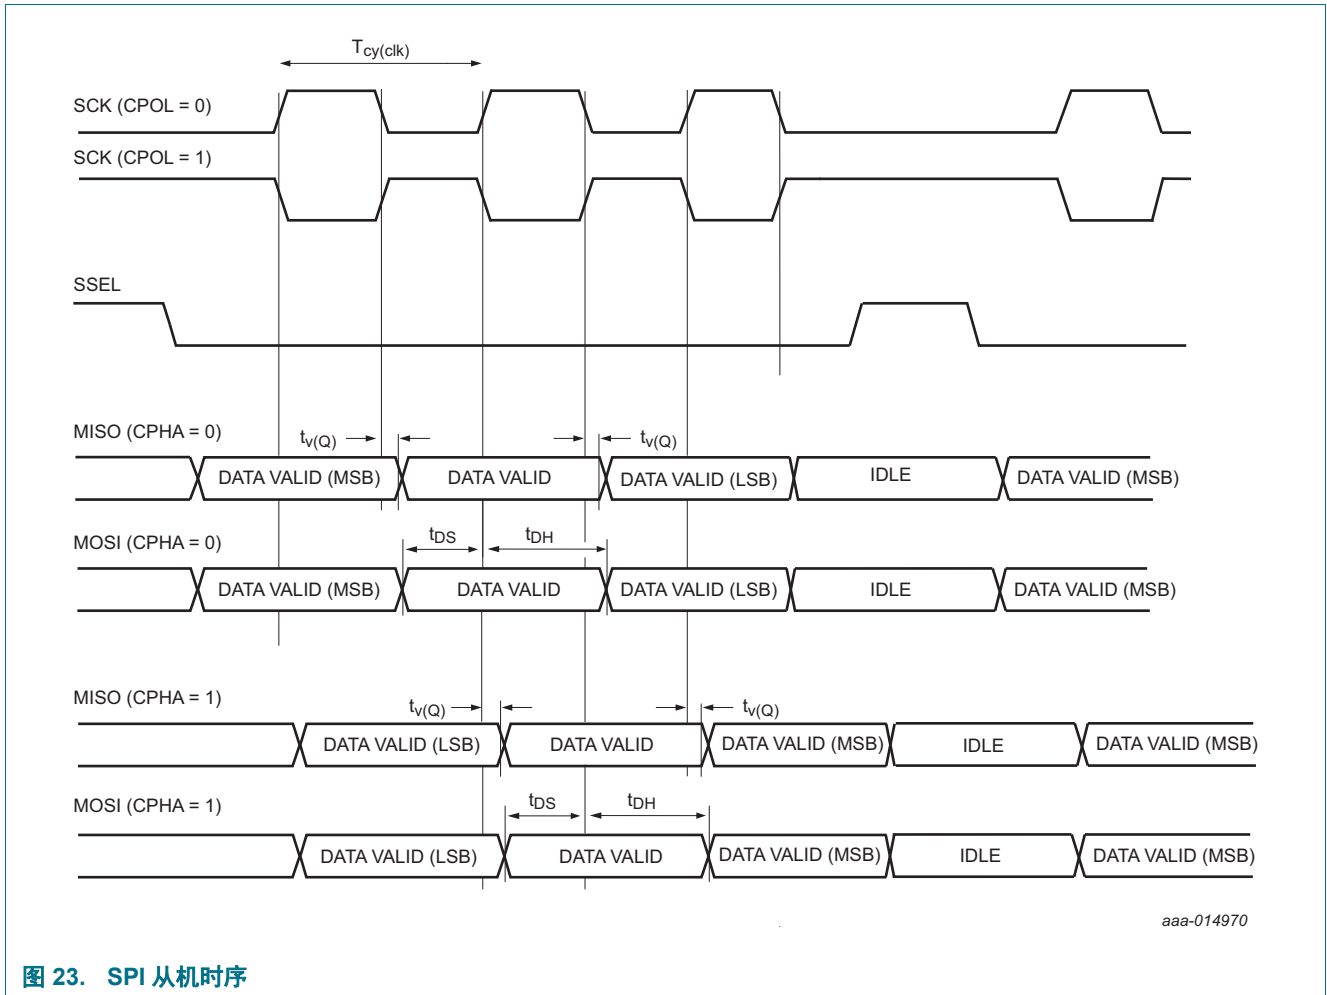 Tcy(clk)
SCK (CPOL = 0)
SCK (CPOL = 1)
SSEL
MISO (CPHA = 0)
tv(Q)
tv(Q)
DATA VALID (MSB)
DATA VALID
DATA VALID (LSB)
IDLE
DATA VALID (MSB)
MOSI (CPHA = 0)
tDS
tDH
DATA VALID (MSB)
DATA VALID
DATA VALID (LSB)
IDLE
DATA VALID (MSB)
MISO (CPHA = 1)
tv(Q)
tv(Q)
DATA VALID (LSB)
DATA VALID
DATA VALID (MSB)
IDLE
DATA VALID (MSB)
MOSI (CPHA = 1)
tDS
tDH
DATA VALID (LSB)
DATA VALID
DATA VALID (MSB)
IDLE
DATA VALID (MSB)
aaa-014970
图 23. SPI 从机时序